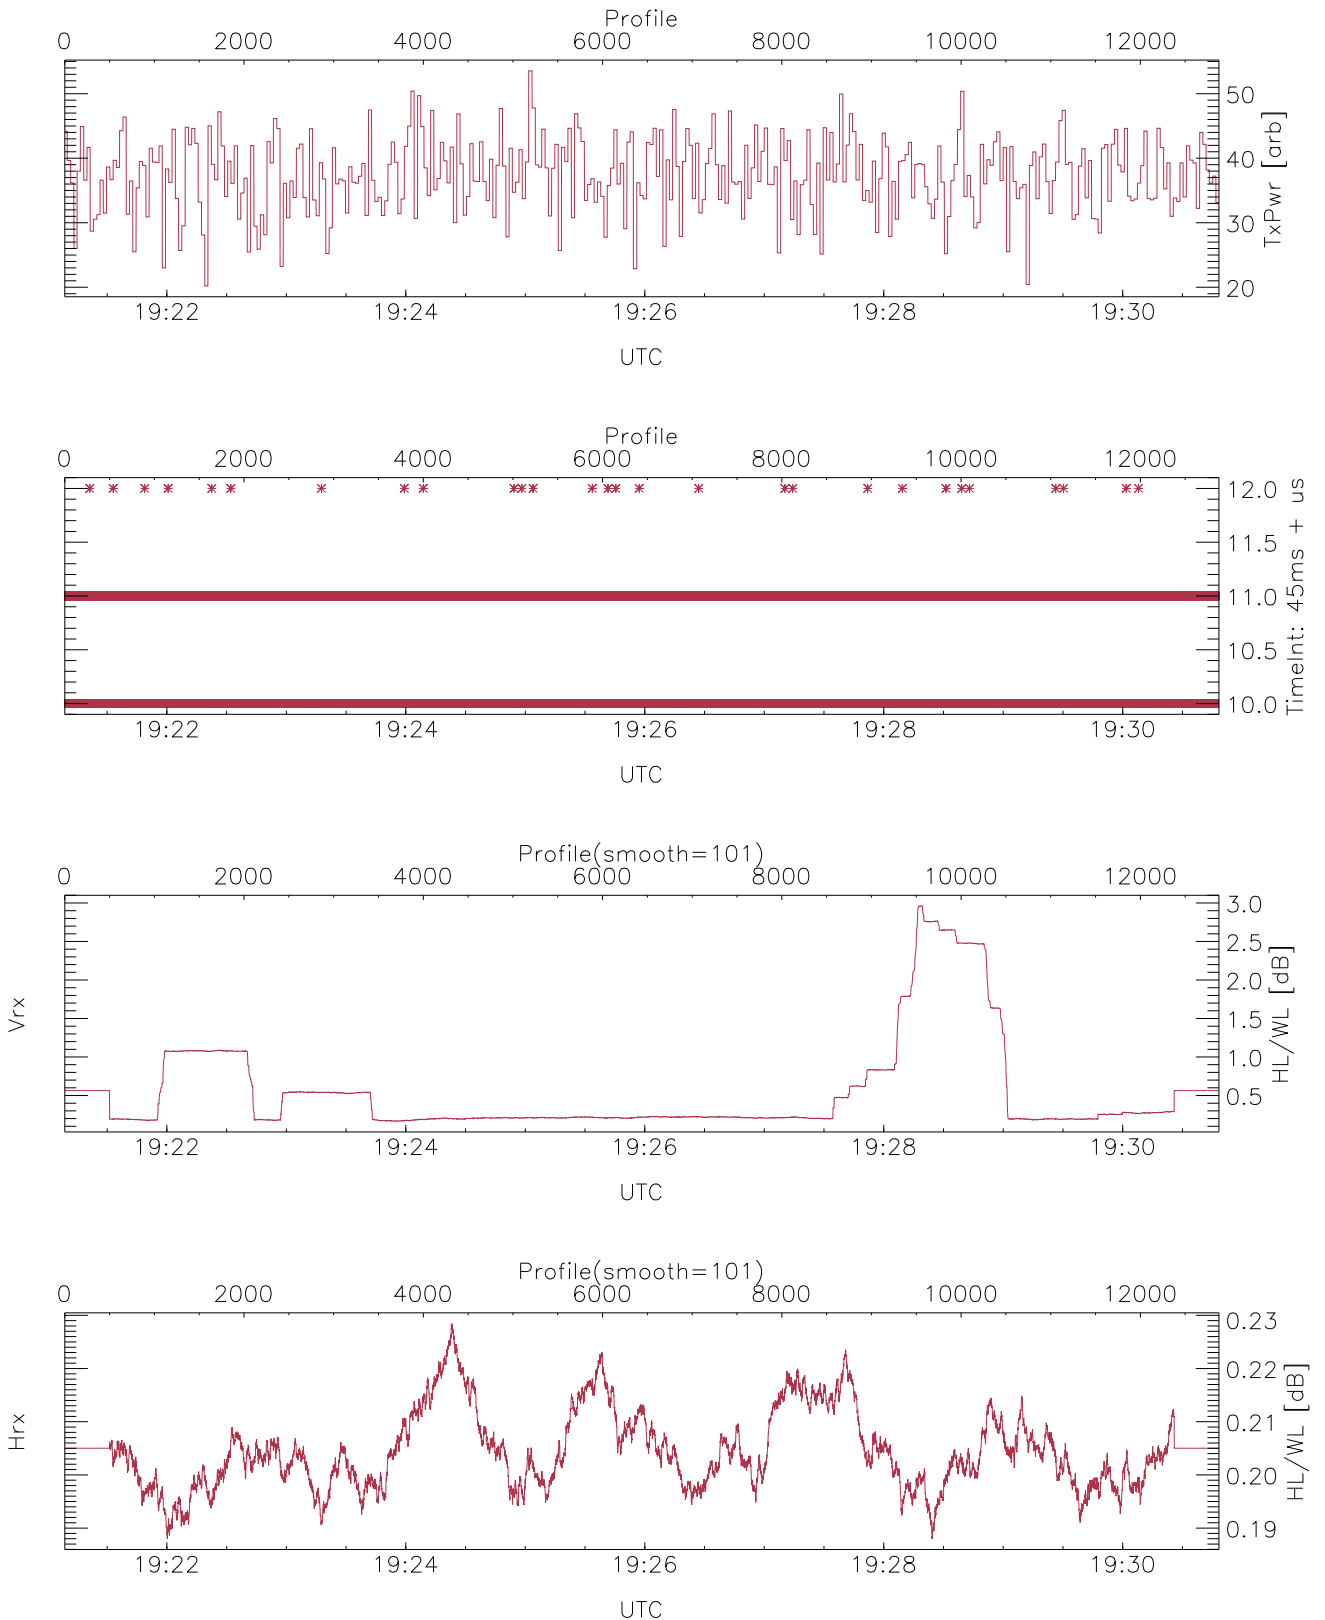 Profile
0 2000 4000 6000 8000 10000 12000
50
40
30
20
TxPwr [arb]
19:22 19:24 19:26 19:28 19:30
UTC
Profile
0 2000 4000 6000 8000 10000 12000
12.0
11.5
11.0
10.5
10.0
TimeInt: 45ms + us
19:22 19:24 19:26 19:28 19:30
UTC
Profile(smooth=101)
0 2000 4000 6000 8000 10000 12000
Vrx
3.0
2.5
2.0
1.5
1.0
0.5
HL/WL [dB]
19:22 19:24 19:26 19:28 19:30
UTC
Profile(smooth=101)
0 2000 4000 6000 8000 10000 12000
Hrx
0.23
0.22
0.21
0.20
0.19
HL/WL [dB]
19:22 19:24 19:26 19:28 19:30
UTC